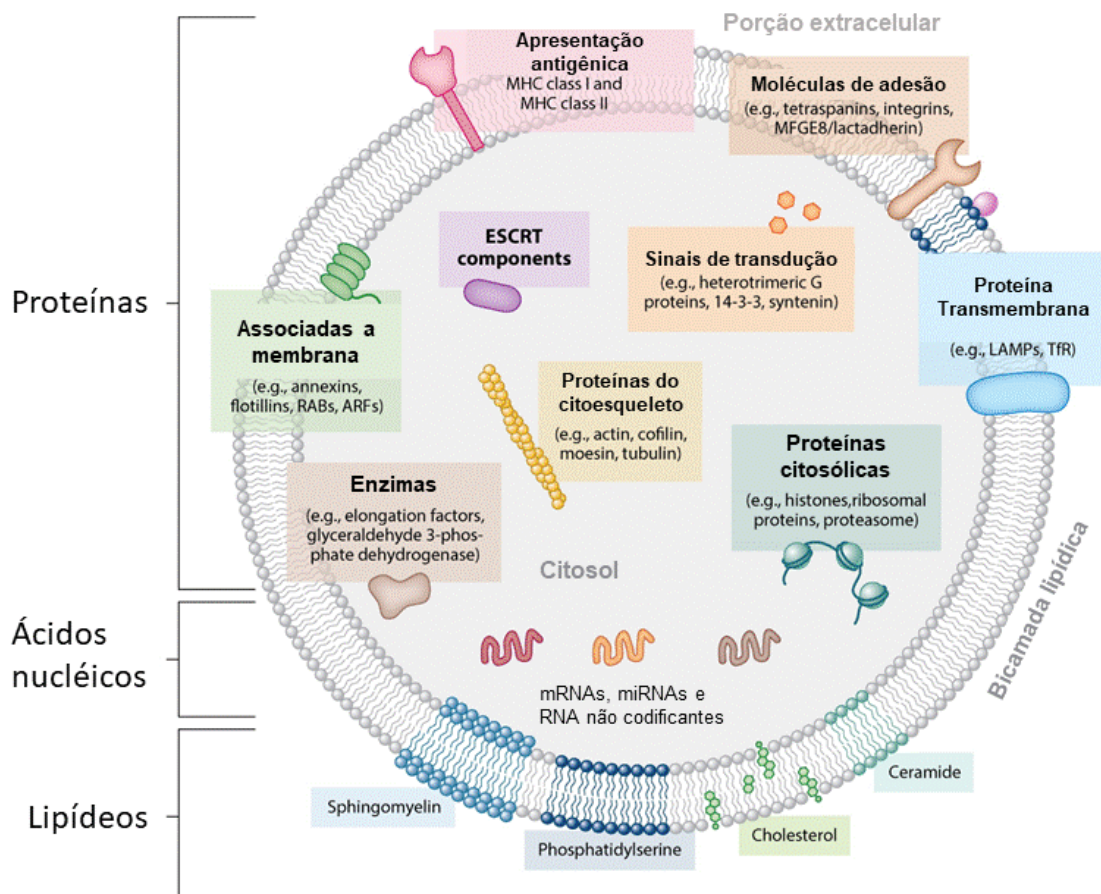 Porção extracelular
Apresentação
antigênica
MHC class I and
MHC class II
Moléculas de adesão
(e.g., tetraspanins, integrins,
MFGE8/lactadherin)
ESCRT
components
Sinais de transdução
(e.g., heterotrimeric G
proteins, 14-3-3, syntenin)
Proteína
Transmembrana
(e.g., LAMPs, TfR)
Proteínas
Associadas a
membrana
(e.g., annexins,
flotillins, RABs, ARFs)
Proteínas do
citoesqueleto
(e.g., actin, cofilin,
moesin, tubulin)
Proteínas
citosólicas
(e.g., histones,ribosomal
proteins, proteasome)
Enzimas
(e.g., elongation factors,
glyceraldehyde 3-phos-
phate dehydrogenase)
Citosol
Bicamada lipídica
Ácidos
nucléicos
mRNAs, miRNAs e
RNA não codificantes
Lipídeos
Sphingomyelin
Phosphatidylserine
Cholesterol
Ceramide